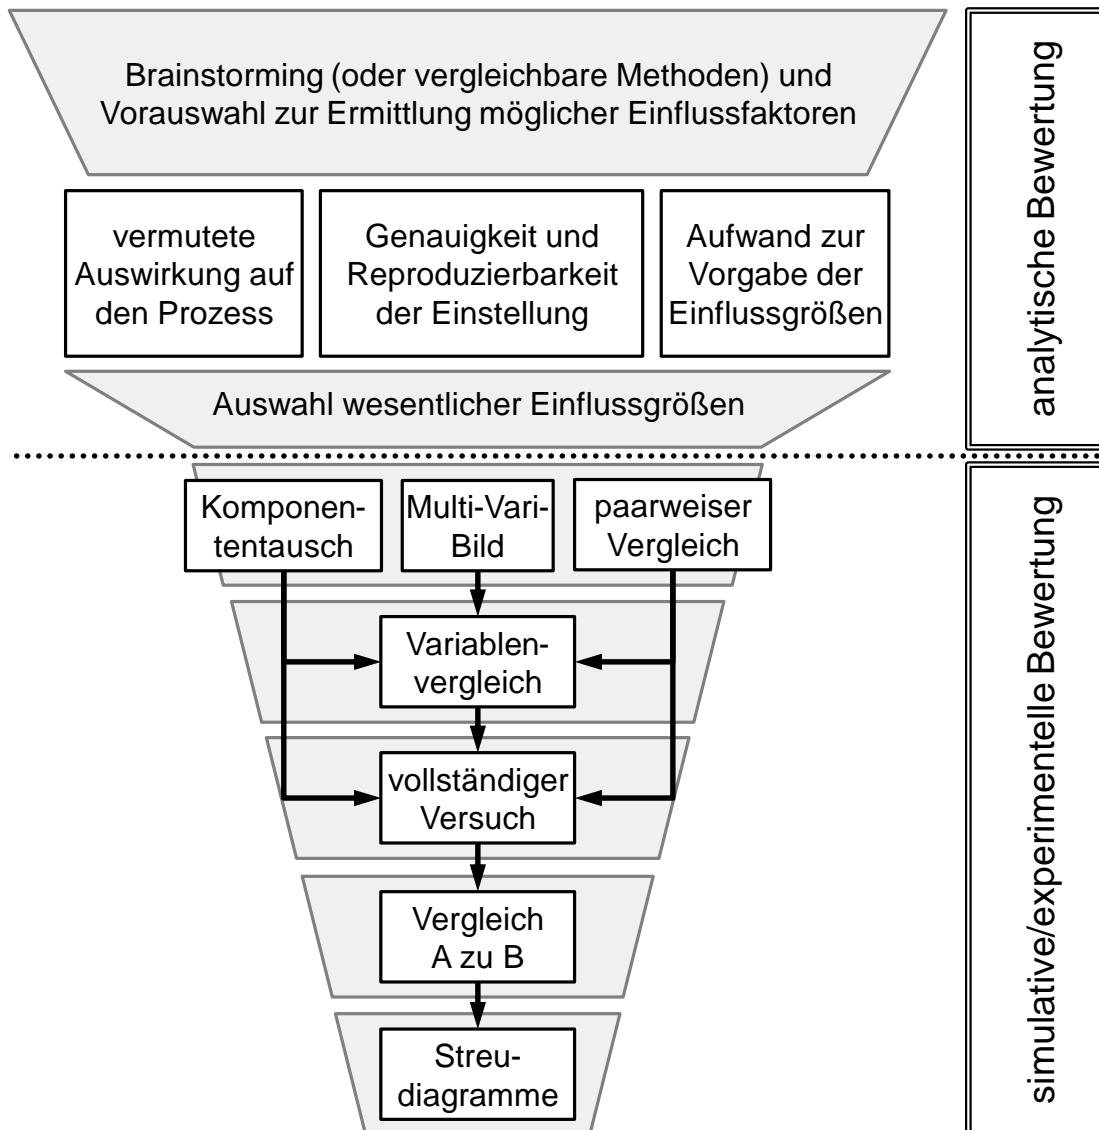 Brainstorming (oder vergleichbare Methoden) und
Vorauswahl zur Ermittlung möglicher Einflussfaktoren
vermutete
Auswirkung auf
den Prozess
Genauigkeit und
Reproduzierbarkeit
der Einstellung
Aufwand zur
Vorgabe der
Einflussgrößen
Auswahl wesentlicher Einflussgrößen
analytische Bewertung
Komponen-
tentausch
Multi-Vari-
Bild
paarweiser
Vergleich
Variablen-
vergleich
vollständiger
Versuch
Vergleich
A zu B
Streu-
diagramme
simulative/experimentelle Bewertung